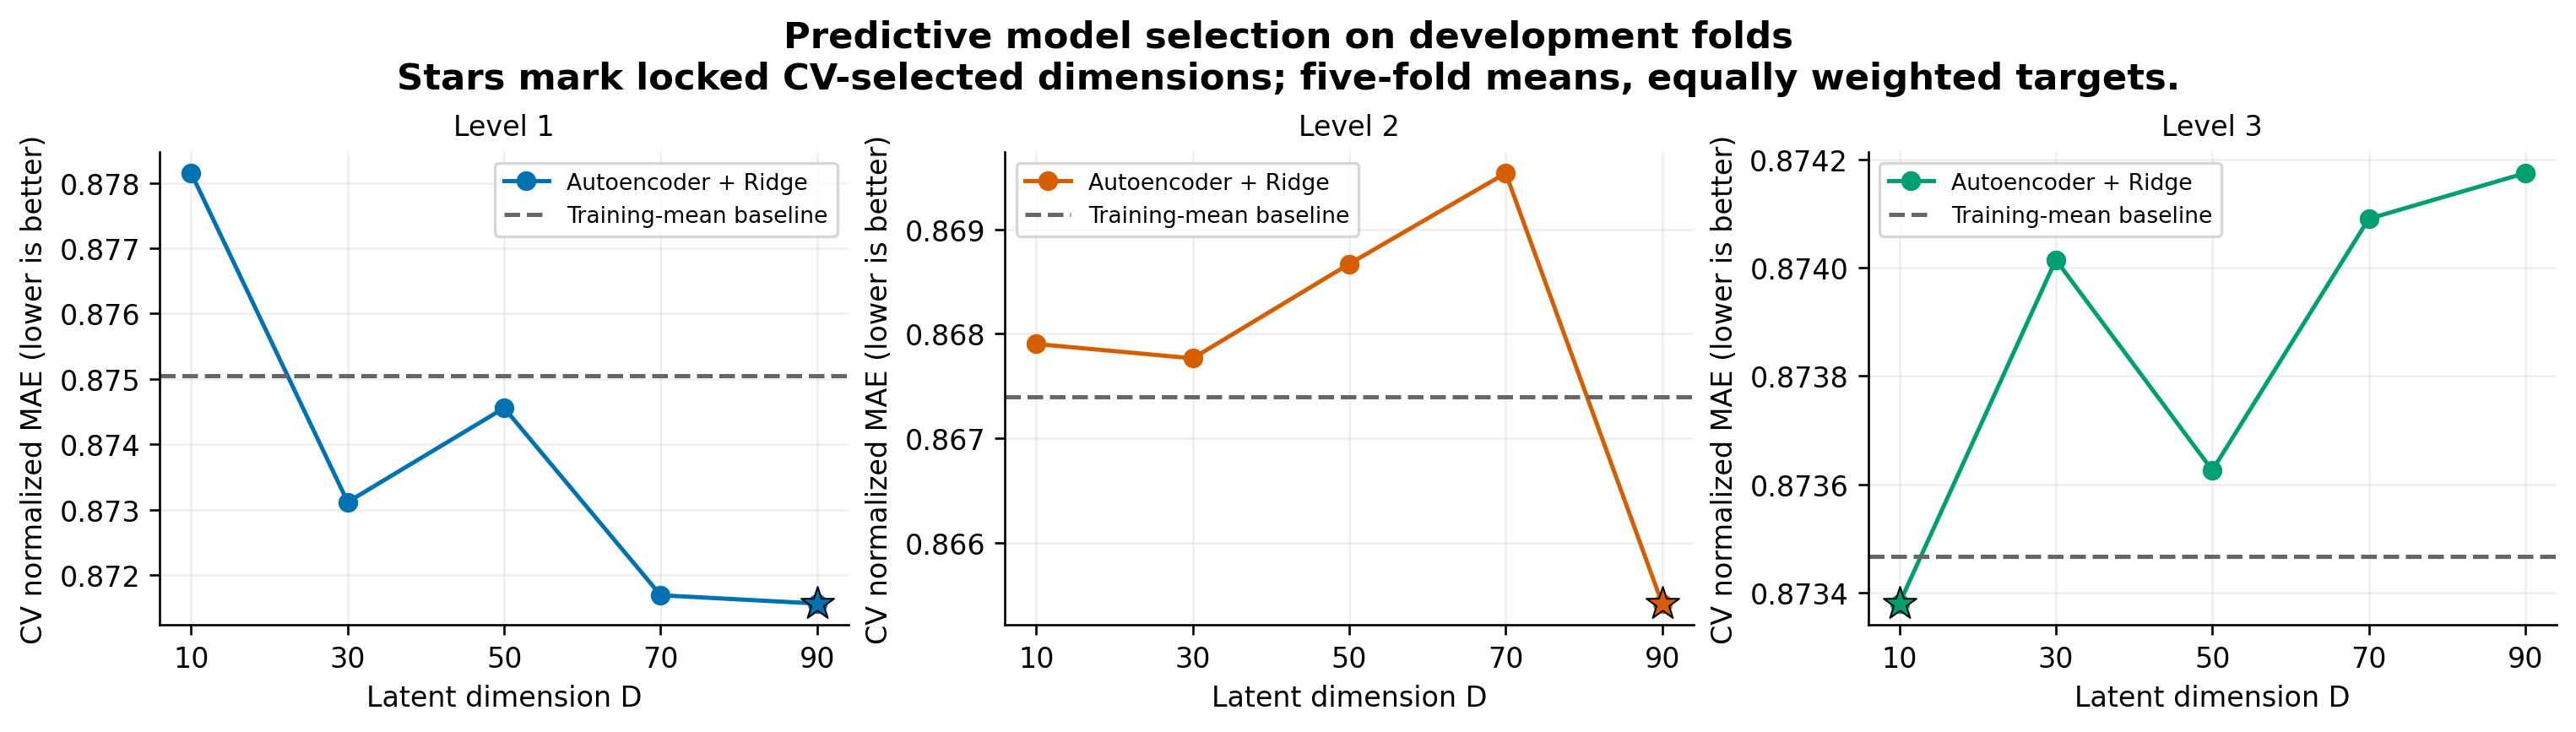 Predictive model selection on development folds
Stars mark locked CV-selected dimensions; five-fold means, equally weighted targets.
Level 1
CV normalized MAE (lower is better)
0.878
0.877
0.876
0.875
0.874
0.873
0.872
Autoencoder + Ridge
Training-mean baseline
10 30 50 70 90
Latent dimension D
Level 2
CV normalized MAE (lower is better)
0.869
0.868
0.867
0.866
Autoencoder + Ridge
Training-mean baseline
10 30 50 70 90
Latent dimension D
Level 3
CV normalized MAE (lower is better)
0.8742
0.8740
0.8738
0.8736
0.8734
Autoencoder + Ridge
Training-mean baseline
10 30 50 70 90
Latent dimension D